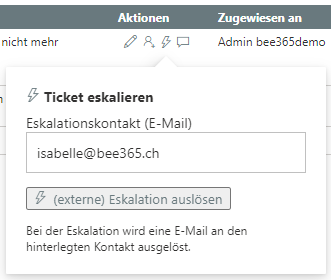 Aktionen Zugewiesen an
nicht mehr Admin bee365demo
Ticket eskalieren
Eskalationskontakt (E-Mail)
isabelle@bee365.ch
(externe) Eskalation auslösen
Bei der Eskalation wird eine E-Mail an den
hinterlegten Kontakt ausgelöst.